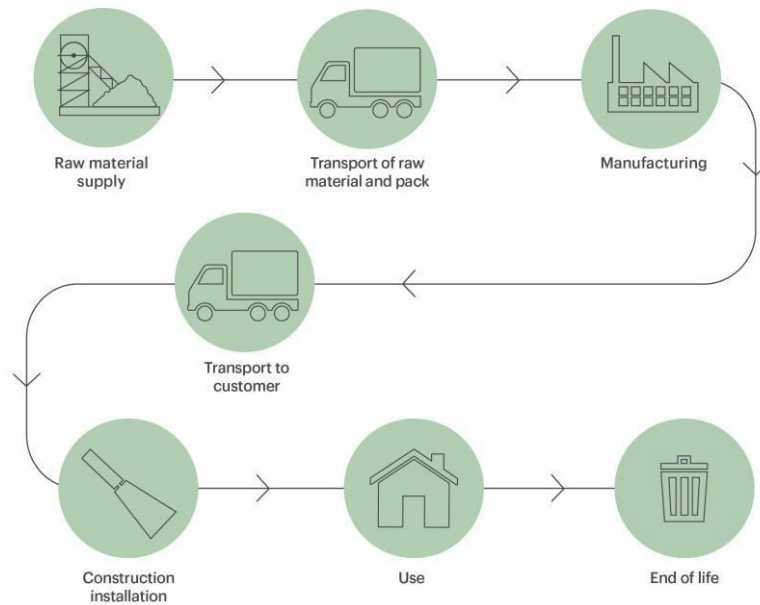 Raw material
supply
Transport of raw
material and pack
Manufacturing
Transport to
customer
Construction
installation
Use
End of life